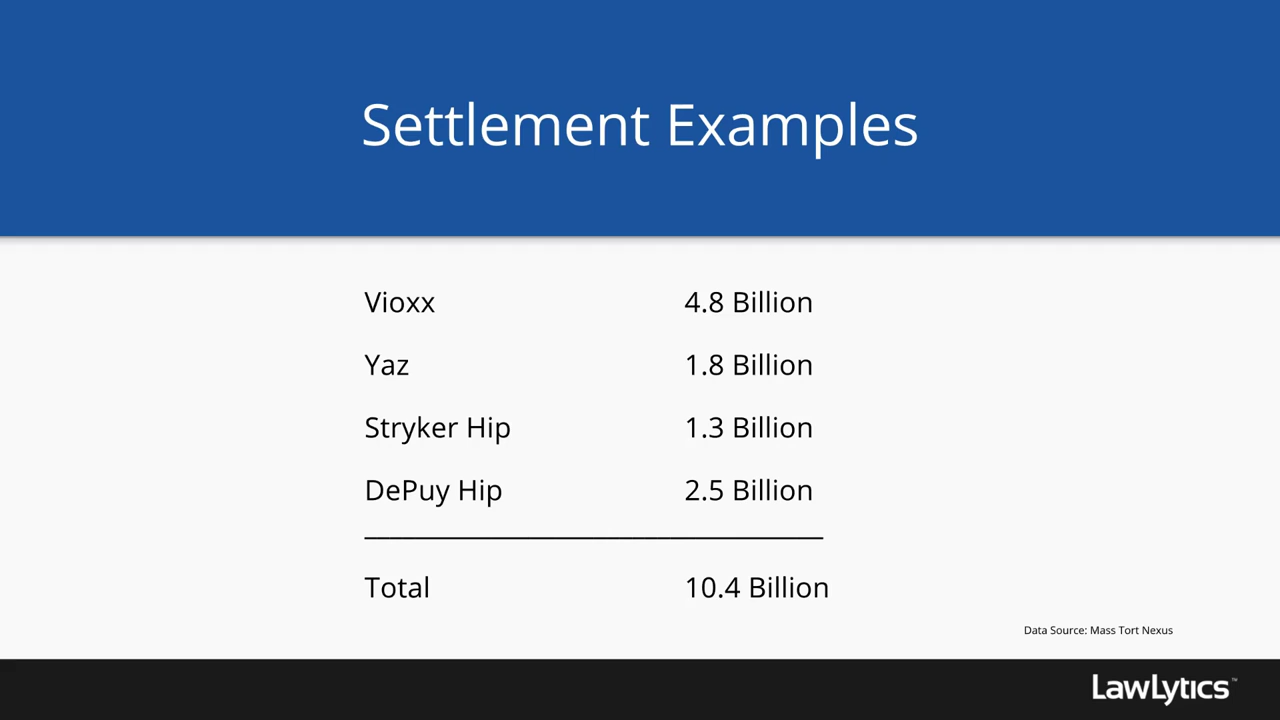 Settlement Examples
Vioxx 4.8 Billion
Yaz 1.8 Billion
Stryker Hip 1.3 Billion
DePuy Hip 2.5 Billion
Total 10.4 Billion
Data Source: Mass Tort Nexus
LawLytics™